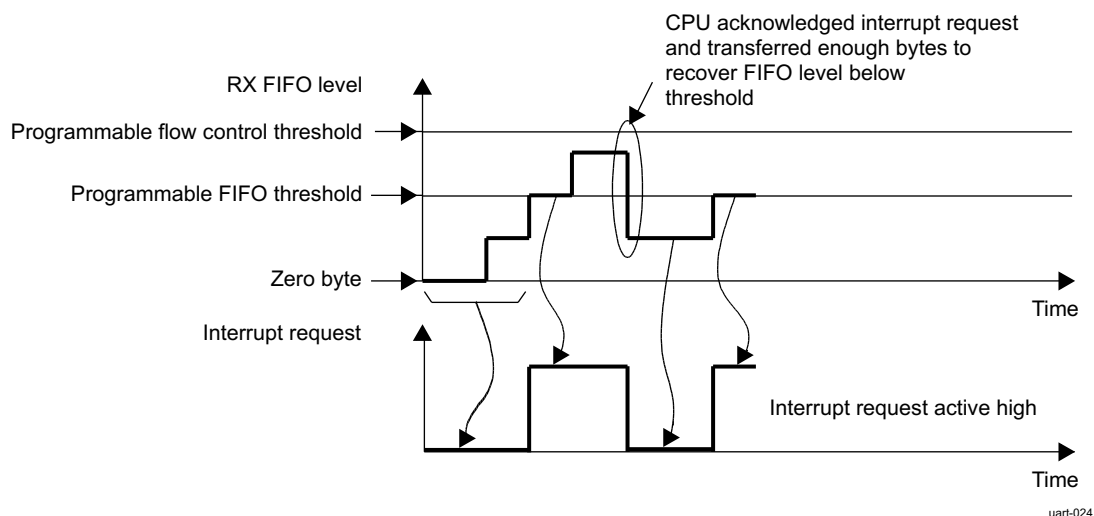 CPU acknowledged interrupt request
and transferred enough bytes to
recover FIFO level below
threshold
RX FIFO level
Programmable flow control threshold
Programmable FIFO threshold
Zero byte
Time
Interrupt request
Interrupt request active high
Time
uart-024